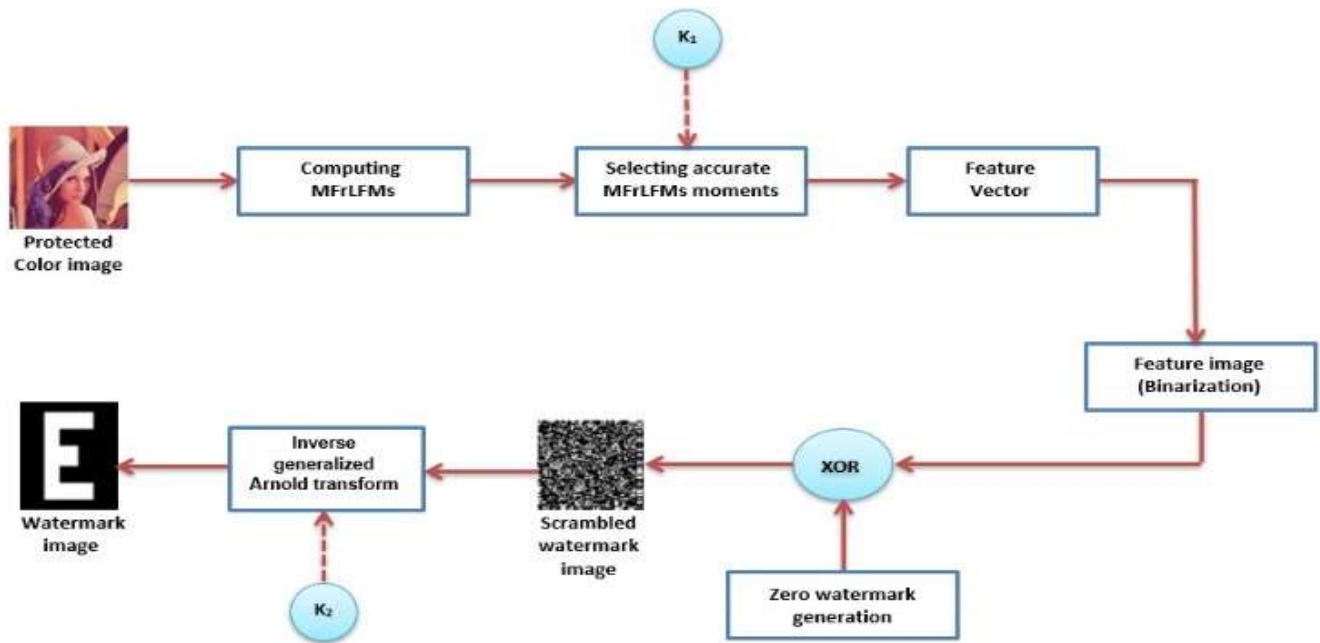 K₁
Protected
Color image
Computing
MFrLFMs
Selecting accurate
MFrLFMs moments
Feature
Vector
Feature image
(Binarization)
XOR
Zero watermark
generation
Scrambled
watermark
image
Inverse
generalized
Arnold transform
K₂
E
Watermark
image